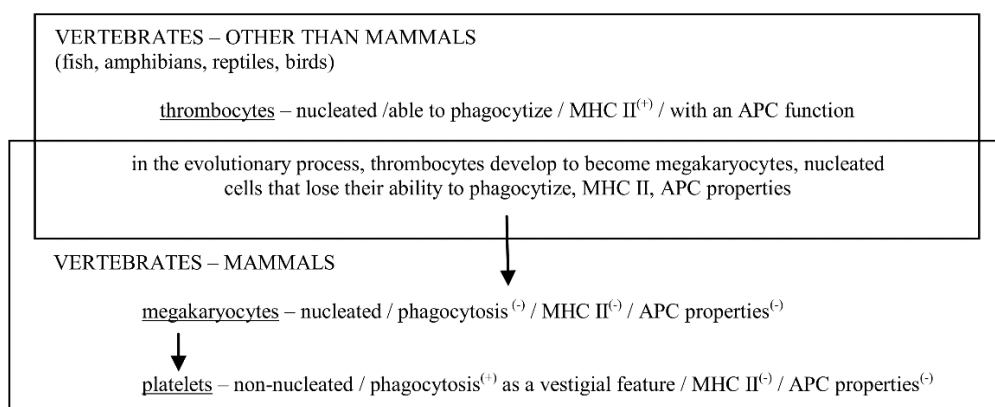 VERTEBRATES – OTHER THAN MAMMALS
(fish, amphibians, reptiles, birds)
thrombocytes – nucleated /able to phagocytize / MHC II(+) / with an APC function
in the evolutionary process, thrombocytes develop to become megakaryocytes, nucleated
cells that lose their ability to phagocytize, MHC II, APC properties
VERTEBRATES – MAMMALS
megakaryocytes – nucleated / phagocytosis (-) / MHC II(-) / APC properties(-)
platelets – non-nucleated / phagocytosis(+) as a vestigial feature / MHC II(-) / APC properties(-)